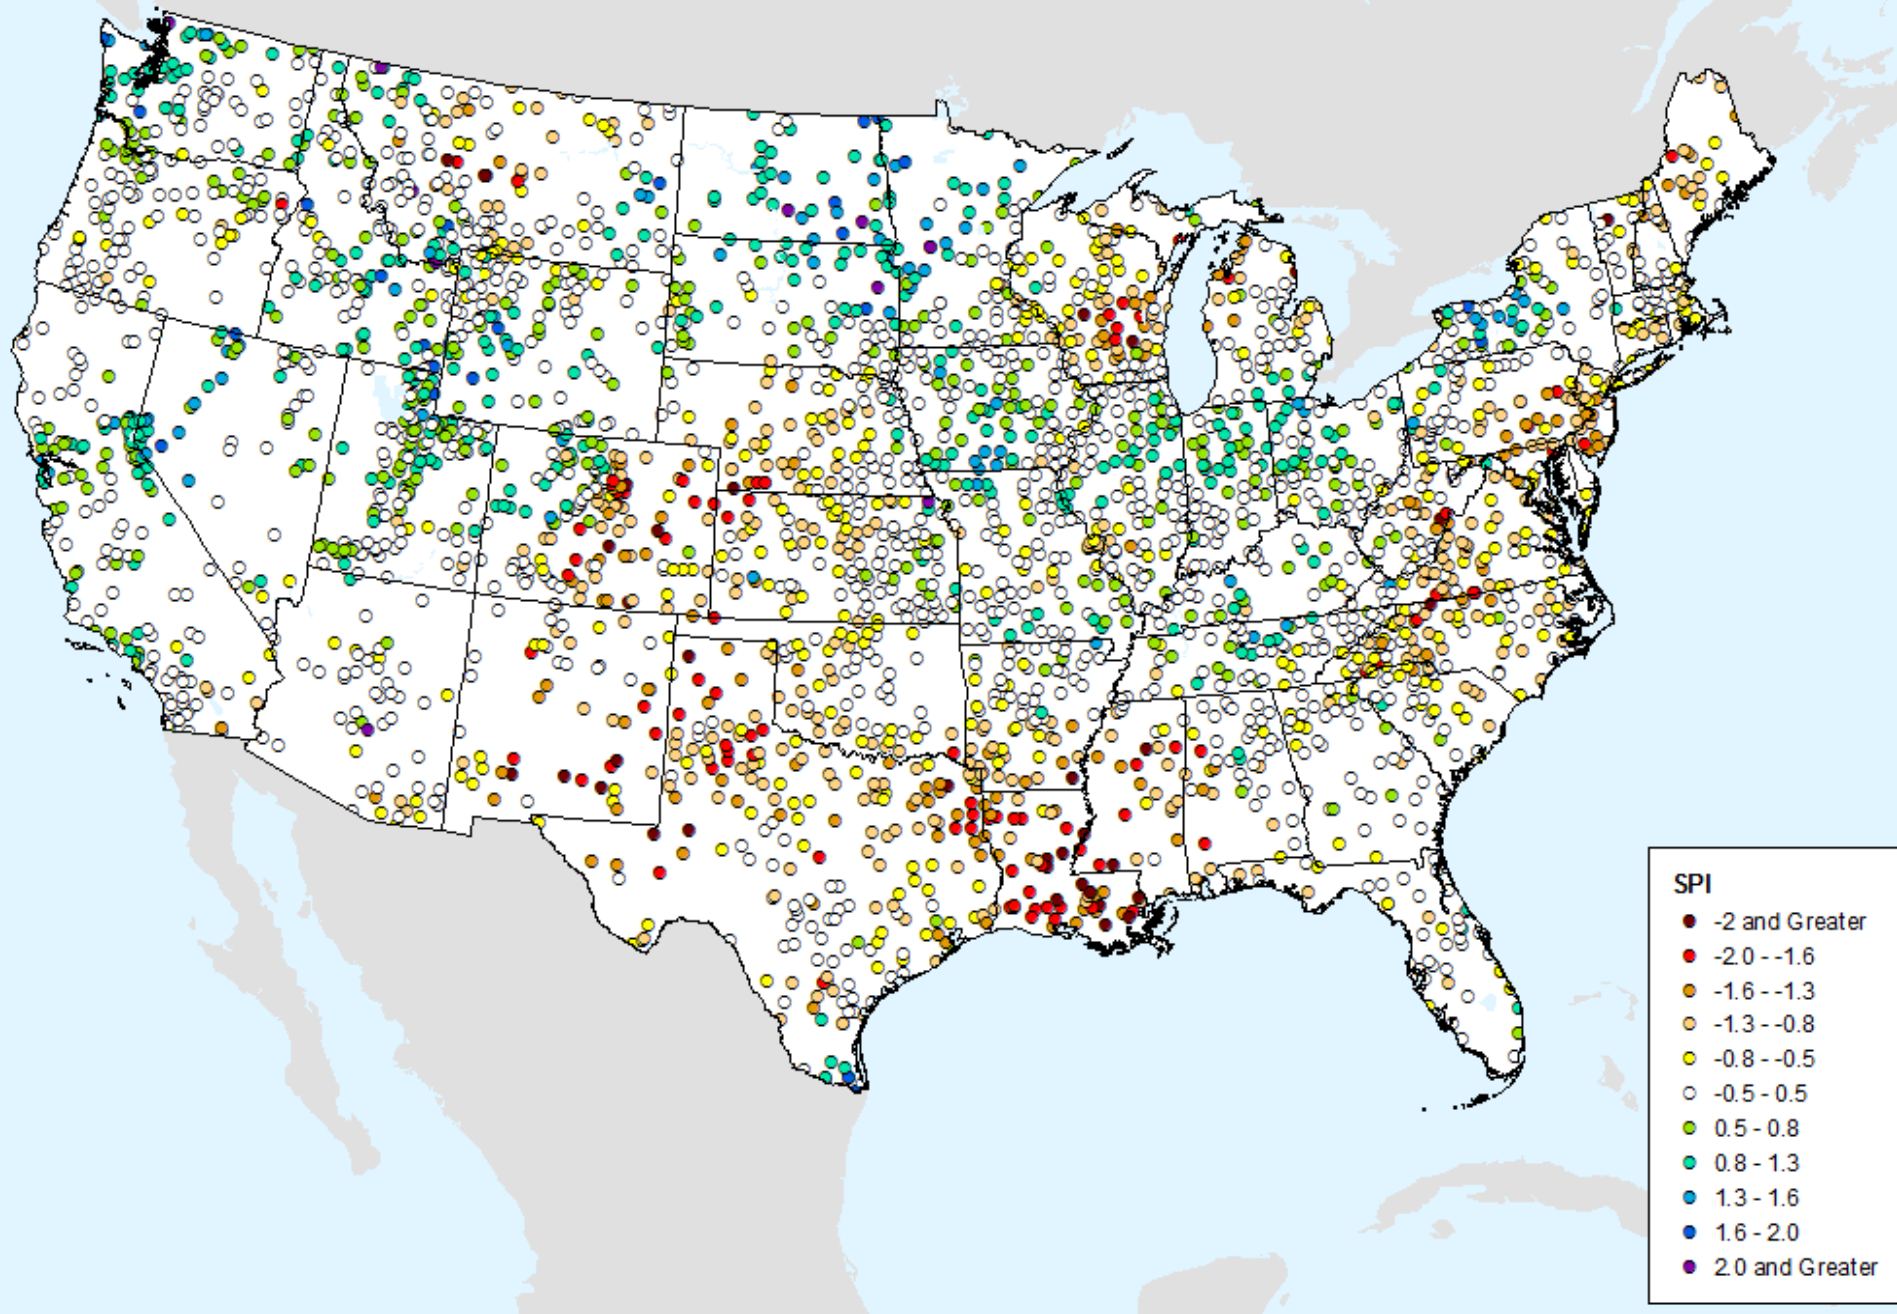 SPI
-2 and Greater
-2.0 - -1.6
-1.6 - -1.3
-1.3 - -0.8
-0.8 - -0.5
-0.5 - 0.5
0.5 - 0.8
0.8 - 1.3
1.3 - 1.6
1.6 - 2.0
2.0 and Greater